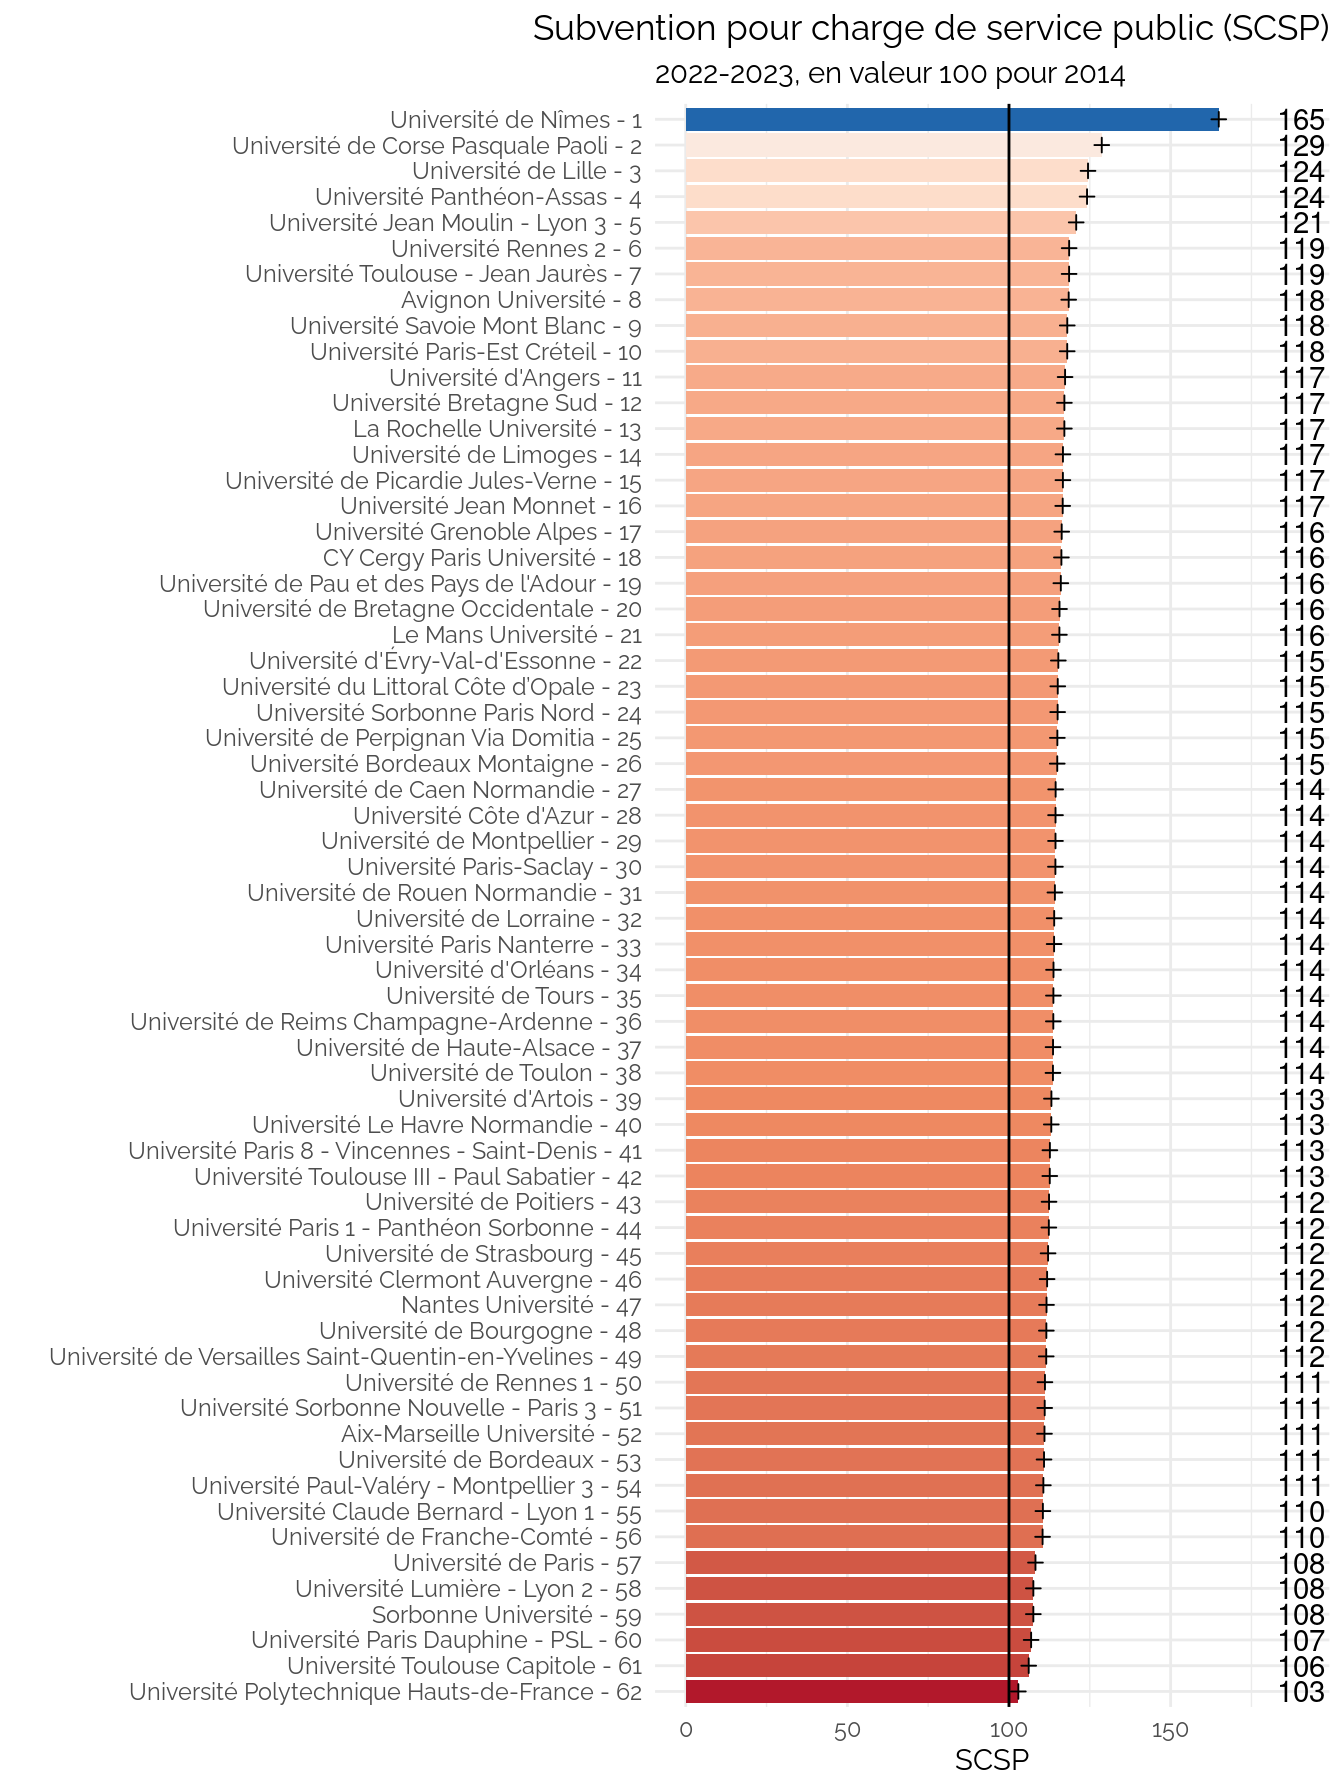 Subvention pour charge de service public (SCSP)
2022-2023, en valeur 100 pour 2014
Université de Nîmes - 1 165
Université de Corse Pasquale Paoli - 2 129
Université de Lille - 3 124
Université Panthéon-Assas - 4 124
Université Jean Moulin - Lyon 3 - 5 121
Université Rennes 2 - 6 119
Université Toulouse - Jean Jaurès - 7 119
Avignon Université - 8 118
Université Savoie Mont Blanc - 9 118
Université Paris-Est Créteil - 10 118
Université d'Angers - 11 117
Université Bretagne Sud - 12 117
La Rochelle Université - 13 117
Université de Limoges - 14 117
Université de Picardie Jules-Verne - 15 117
Université Jean Monnet - 16 117
Université Grenoble Alpes - 17 116
CY Cergy Paris Université - 18 116
Université de Pau et des Pays de l'Adour - 19 116
Université de Bretagne Occidentale - 20 116
Le Mans Université - 21 116
Université d'Évry-Val-d'Essonne - 22 115
Université du Littoral Côte d’Opale - 23 115
Université Sorbonne Paris Nord - 24 115
Université de Perpignan Via Domitia - 25 115
Université Bordeaux Montaigne - 26 115
Université de Caen Normandie - 27 114
Université Côte d'Azur - 28 114
Université de Montpellier - 29 114
Université Paris-Saclay - 30 114
Université de Rouen Normandie - 31 114
Université de Lorraine - 32 114
Université Paris Nanterre - 33 114
Université d'Orléans - 34 114
Université de Tours - 35 114
Université de Reims Champagne-Ardenne - 36 114
Université de Haute-Alsace - 37 114
Université de Toulon - 38 114
Université d'Artois - 39 113
Université Le Havre Normandie - 40 113
Université Paris 8 - Vincennes - Saint-Denis - 41 113
Université Toulouse III - Paul Sabatier - 42 113
Université de Poitiers - 43 112
Université Paris 1 - Panthéon Sorbonne - 44 112
Université de Strasbourg - 45 112
Université Clermont Auvergne - 46 112
Nantes Université - 47 112
Université de Bourgogne - 48 112
Université de Versailles Saint-Quentin-en-Yvelines - 49 112
Université de Rennes 1 - 50 111
Université Sorbonne Nouvelle - Paris 3 - 51 111
Aix-Marseille Université - 52 111
Université de Bordeaux - 53 111
Université Paul-Valéry - Montpellier 3 - 54 111
Université Claude Bernard - Lyon 1 - 55 110
Université de Franche-Comté - 56 110
Université de Paris - 57 108
Université Lumière - Lyon 2 - 58 108
Sorbonne Université - 59 108
Université Paris Dauphine - PSL - 60 107
Université Toulouse Capitole - 61 106
Université Polytechnique Hauts-de-France - 62 103
0 50 100 150
SCSP